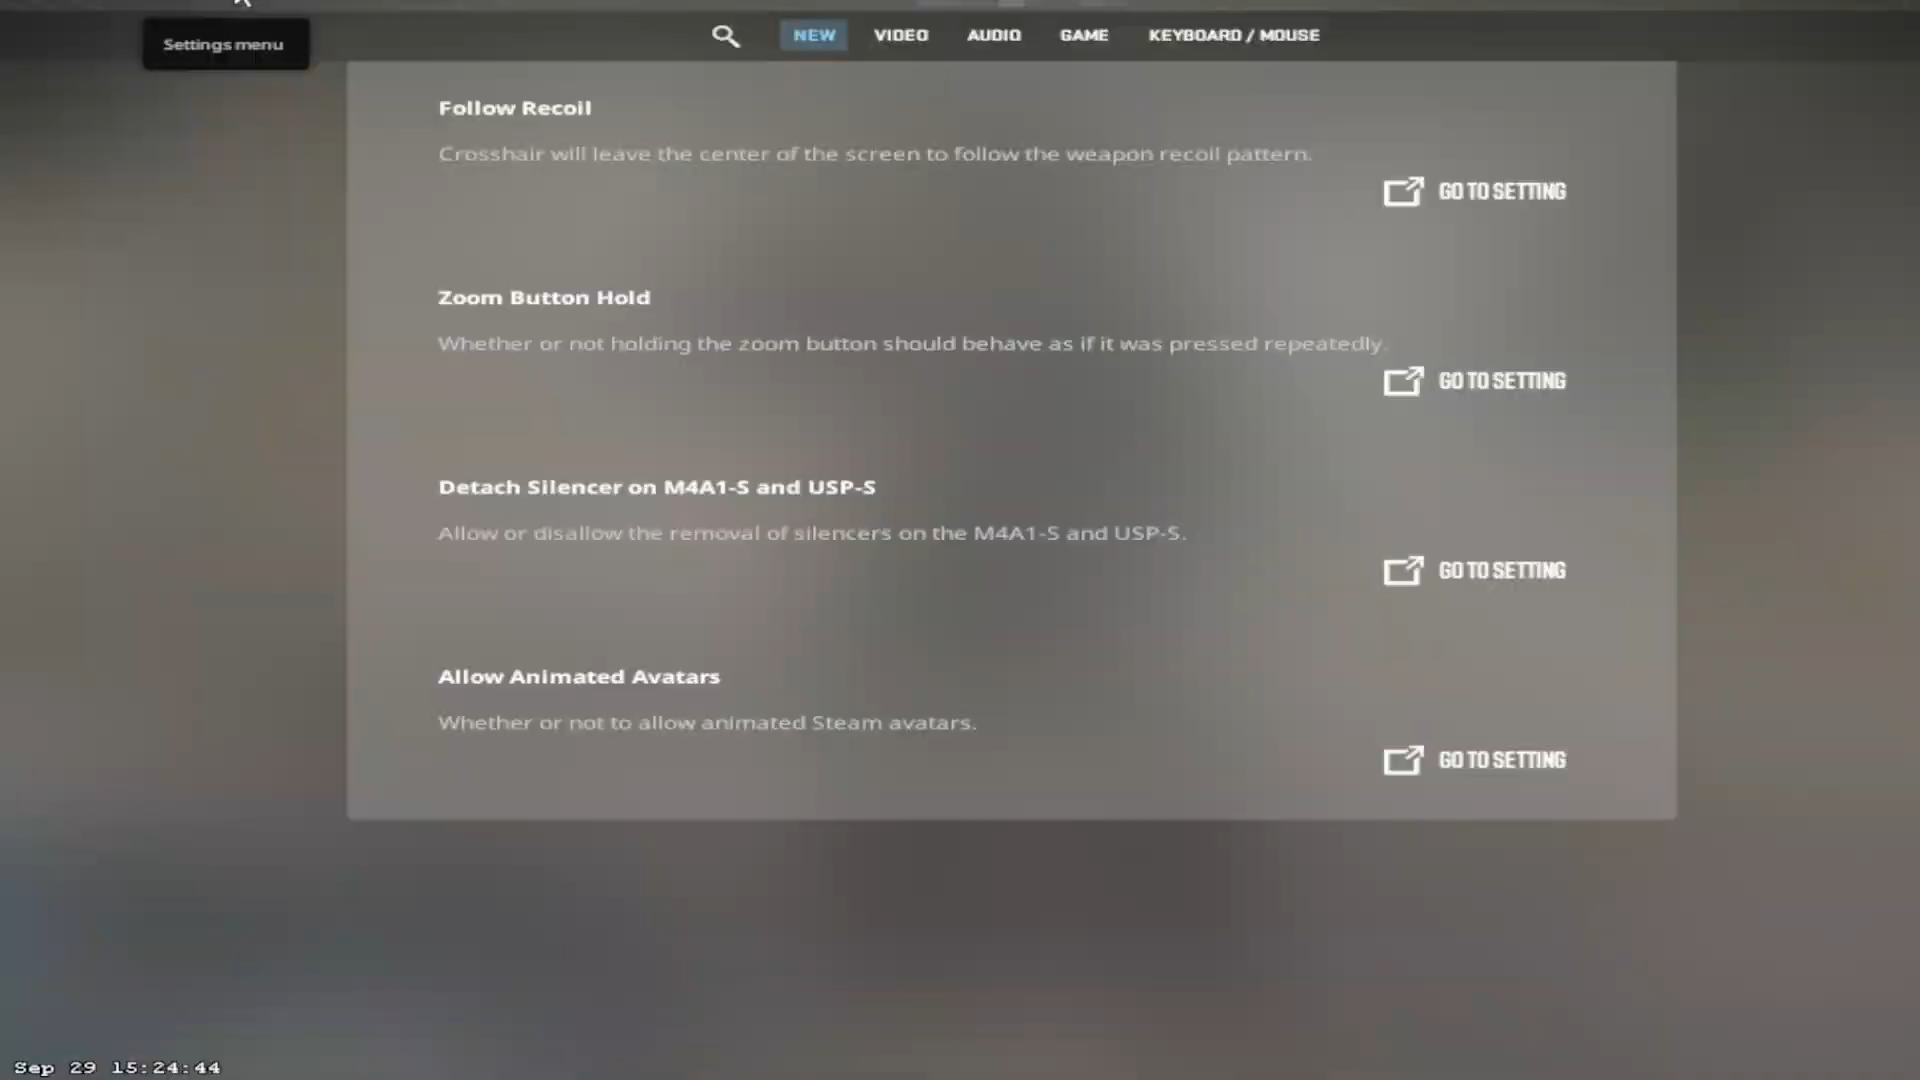 Settings menu
NEW VIDEO AUDIO GAME KEYBOARD / MOUSE
Follow Recoil
Crosshair will leave the center of the screen to follow the weapon recoil pattern.
GO TO SETTING
Zoom Button Hold
Whether or not holding the zoom button should behave as if it was pressed repeatedly.
GO TO SETTING
Detach Silencer on M4A1-S and USP-S
Allow or disallow the removal of silencers on the M4A1-S and USP-S.
GO TO SETTING
Allow Animated Avatars
Whether or not to allow animated Steam avatars.
GO TO SETTING
Sep 29 15:24:44